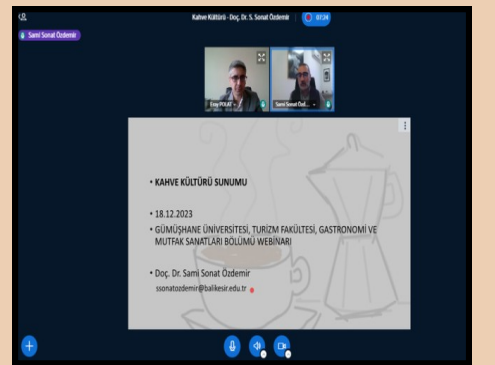 Kahve Kültürü - Doç. Dr. S. Sonat Özdemir
07:24
Sami Sonat Özdemir
Esay POLAT
Sami Sonat Özd...
• KAHVE KÜLTÜRÜ SUNUMU
• 18.12.2023
• GÜMÜŞHANE ÜNİVERSİTESİ, TURİZM FAKÜLTESİ, GASTRONOMİ VE
MUTFAK SANATLARI BÖLÜMÜ WEBİNARI
• Doç. Dr. Sami Sonat Özdemir
ssonatozdemir@balikesir.edu.tr